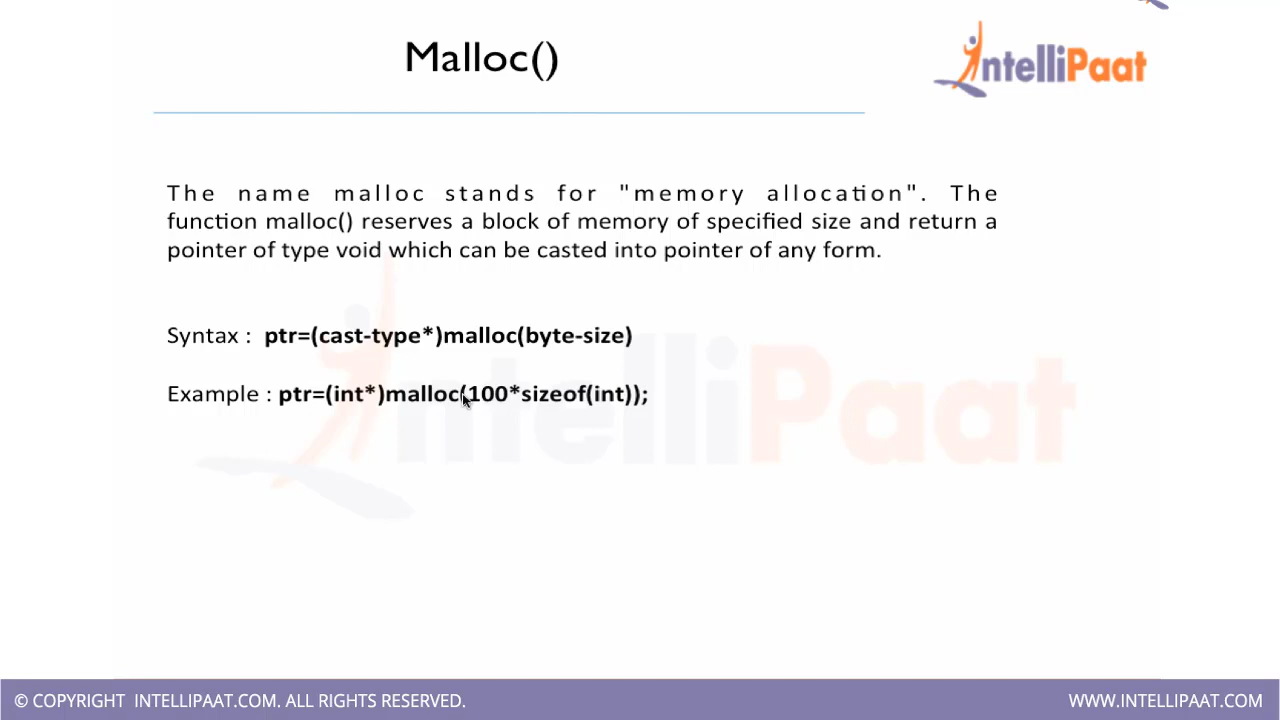 Malloc()
IntelliPaat
The name malloc stands for "memory allocation". The
function malloc() reserves a block of memory of specified size and return a
pointer of type void which can be casted into pointer of any form.
Syntax : ptr=(cast-type*)malloc(byte-size)
Example : ptr=(int*)malloc(100*sizeof(int));
IntelliPaat
© COPYRIGHT INTELLIPAAT.COM. ALL RIGHTS RESERVED.
WWW.INTELLIPAAT.COM